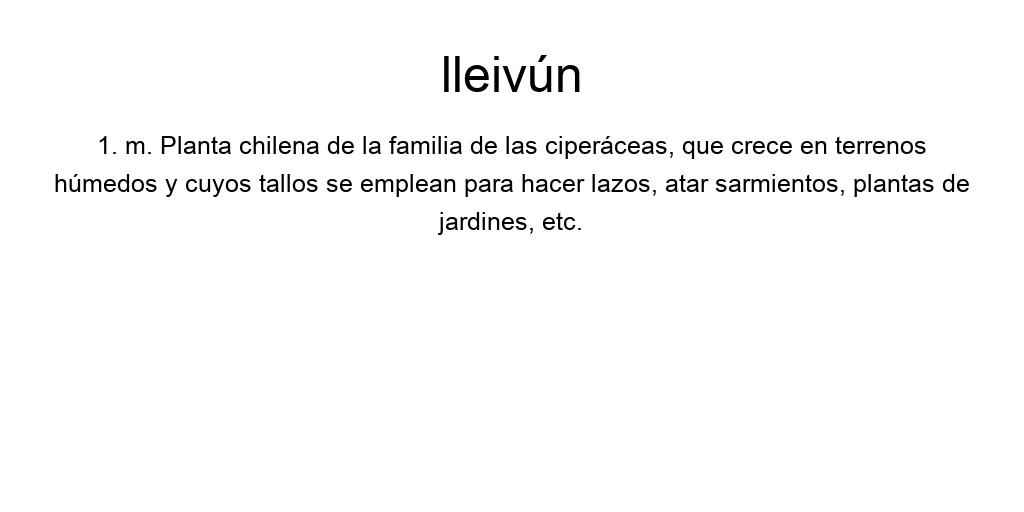 lleivún
1. m. Planta chilena de la familia de las ciperáceas, que crece en terrenos
húmedos y cuyos tallos se emplean para hacer lazos, atar sarmientos, plantas de
jardines, etc.